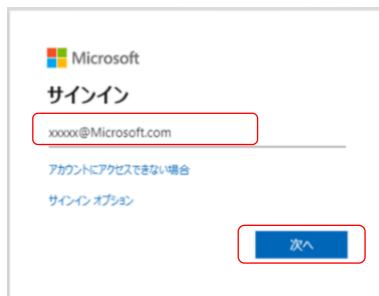 Microsoft
サインイン
xxxxx@Microsoft.com
アカウントにアクセスできない場合
サインイン オプション
次へ